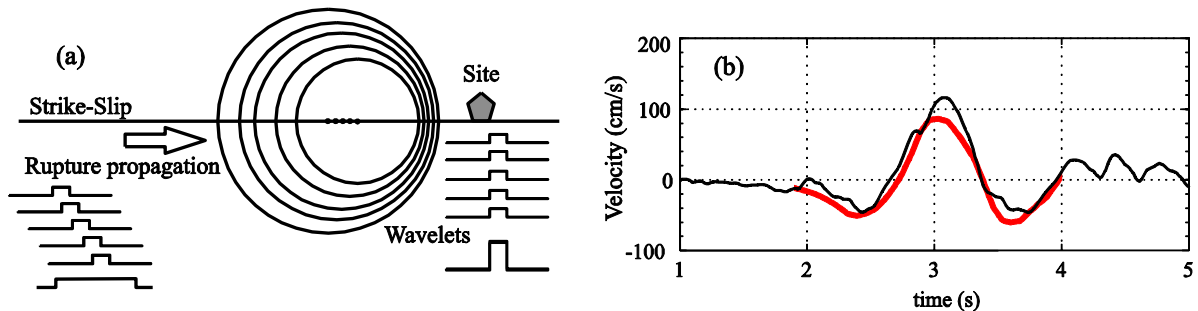 (a)
Site
Strike-Slip
Rupture propagation
Wavelets
(b)
Velocity (cm/s)
200
100
0
-100
1 2 3 4 5
time (s)